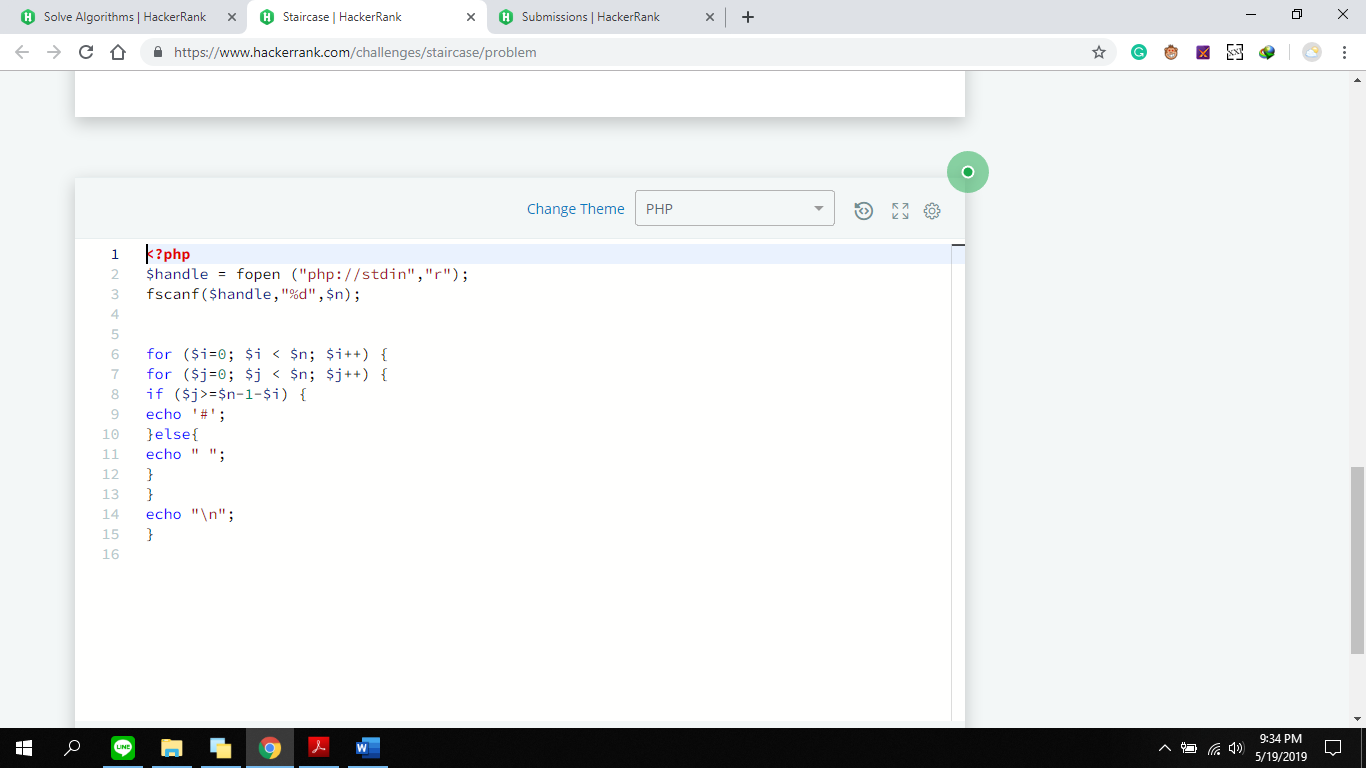 Solve Algorithms | HackerRank
Staircase | HackerRank
Submissions | HackerRank
https://www.hackerrank.com/challenges/staircase/problem
Change Theme
PHP
1 <?php
2 $handle = fopen ("php://stdin","r");
3 fscanf($handle,"%d",$n);
4
5
6 for ($i=0; $i < $n; $i++) {
7 for ($j=0; $j < $n; $j++) {
8 if ($j>=$n-1-$i) {
9 echo '#';
10 }else{
11 echo " ";
12 }
13 }
14 echo "\n";
15 }
16
LINE
9:34 PM
5/19/2019